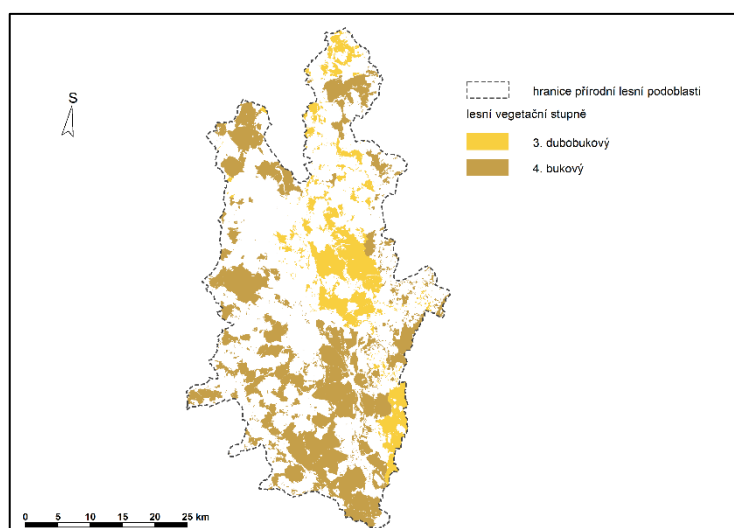 S
hranice přírodní lesní podoblasti
lesní vegetační stupně
3. dubobukový
4. bukový
0 5 10 15 20 25 km